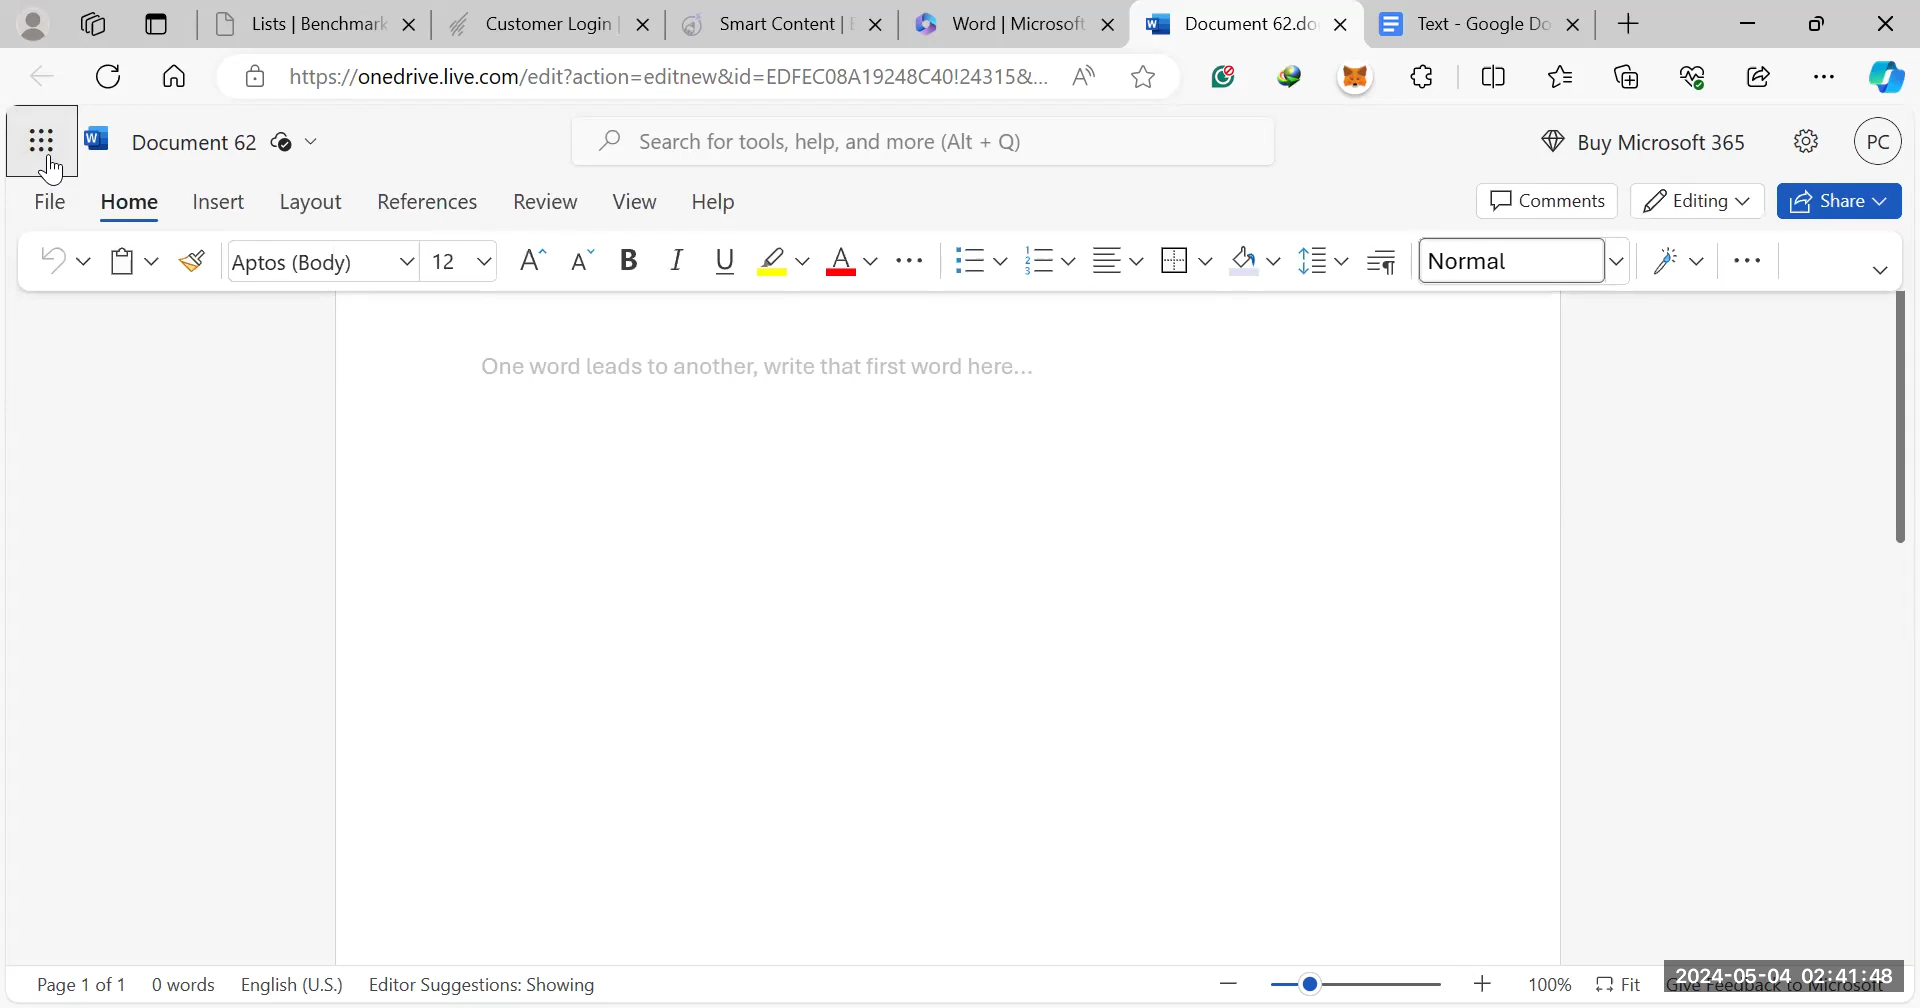 Lists | Benchmark
Customer Login
Smart Content | E
Word | Microsoft
Document 62.do
Text - Google Do
https://onedrive.live.com/edit?action=editnew&id=EDFEC08A19248C40!24315&...
Document 62
Search for tools, help, and more (Alt + Q)
Buy Microsoft 365
PC
File Home Insert Layout References Review View Help
Comments
Editing
Share
Aptos (Body)
12
Normal
One word leads to another, write that first word here...
Page 1 of 1
0 words
English (U.S.)
Editor Suggestions: Showing
100%
Fit
Give Feedback to Microsoft
2024-05-04 02:41:48